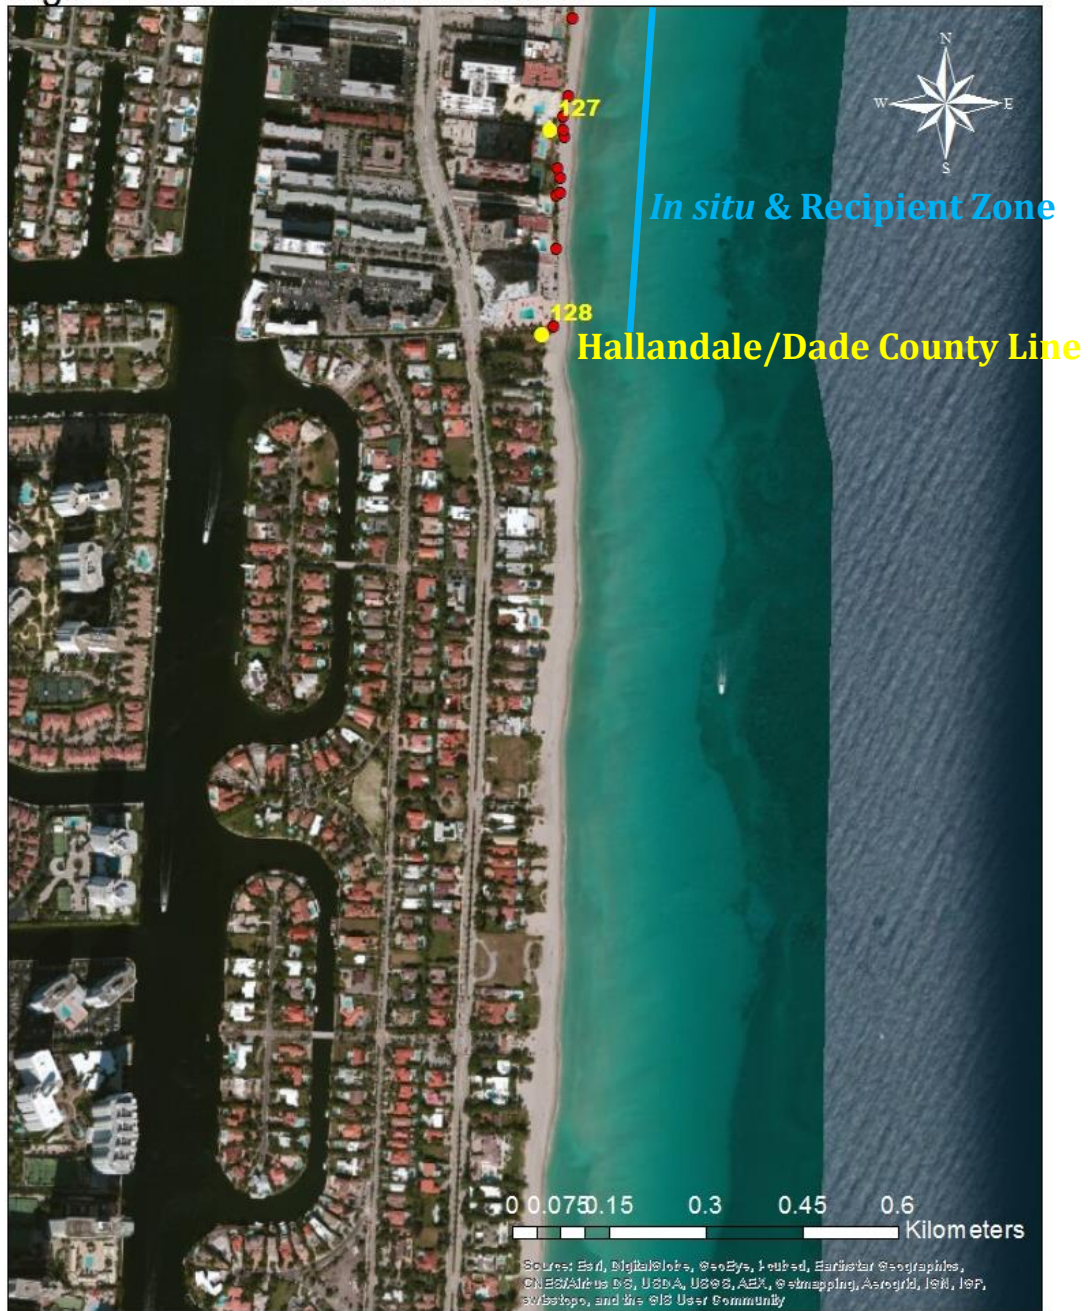 N
W E
S
127
In situ & Recipient Zone
128
Hallandale/Dade County Line
0 0.075 0.15 0.3 0.45 0.6
Kilometers
Source: Esri, DigitalGlobe, GeoEye, i-cubed, Earthstar Geographics,
CNES/Airbus DS, USDA, USGS, AEX, Getmapping, Aerogrid, IGN, IGP,
swisstopo, and the GIS User Community